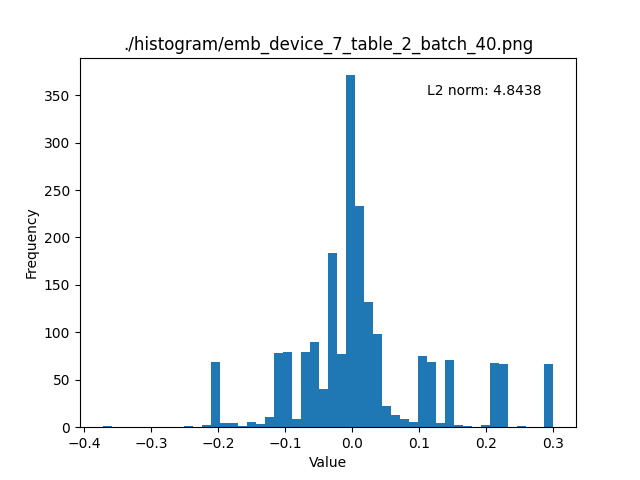 ./histogram/emb_device_7_table_2_batch_40.png
L2 norm: 4.8438
Frequency
350
300
250
200
150
100
50
0
−0.4 −0.3 −0.2 −0.1 0.0 0.1 0.2 0.3
Value